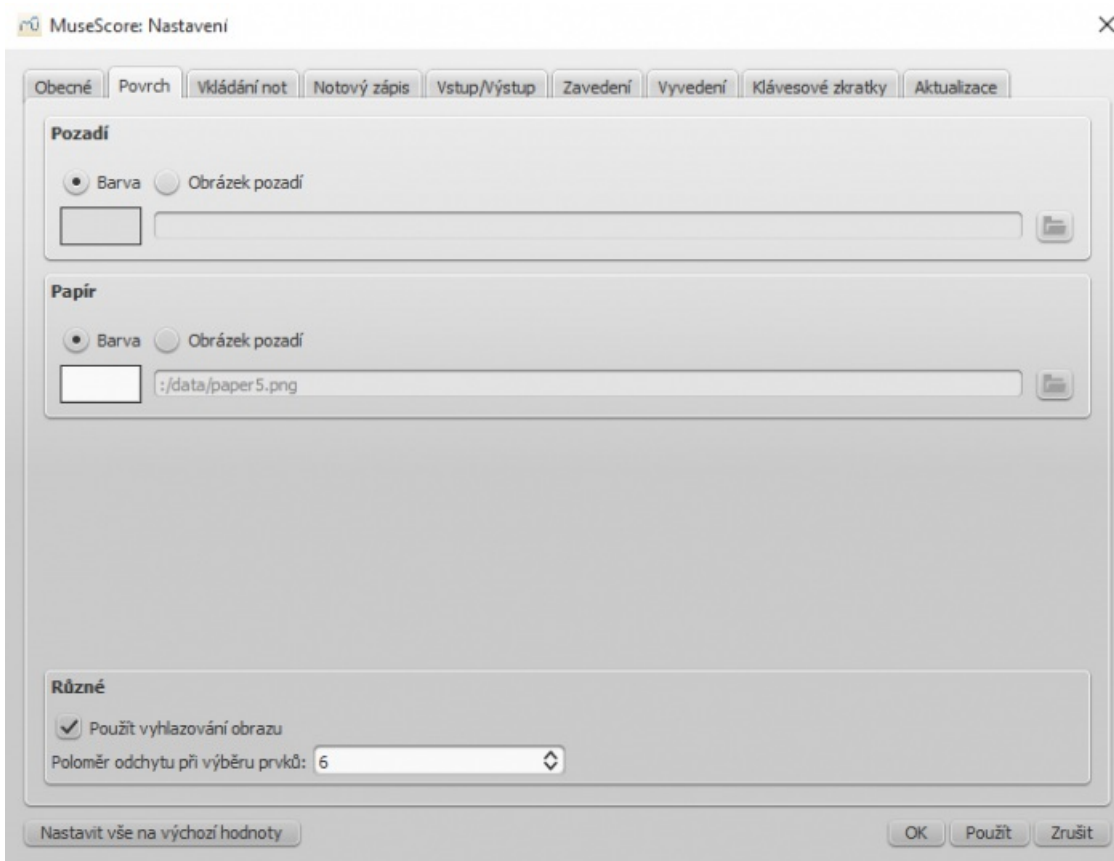 MuseScore: Nastavení
Obecné Povrch Vkládání not Notový zápis Vstup/Výstup Zavedení Vyvedení Klávesové zkratky Aktualizace
Pozadí
Barva Obrázek pozadí
Papír
Barva Obrázek pozadí
:/data/paper5.png
Různé
Použít vyhlazování obrazu
Poloměr odchytu při výběru prvků: 6
Nastavit vše na výchozí hodnoty OK Použít Zrušit